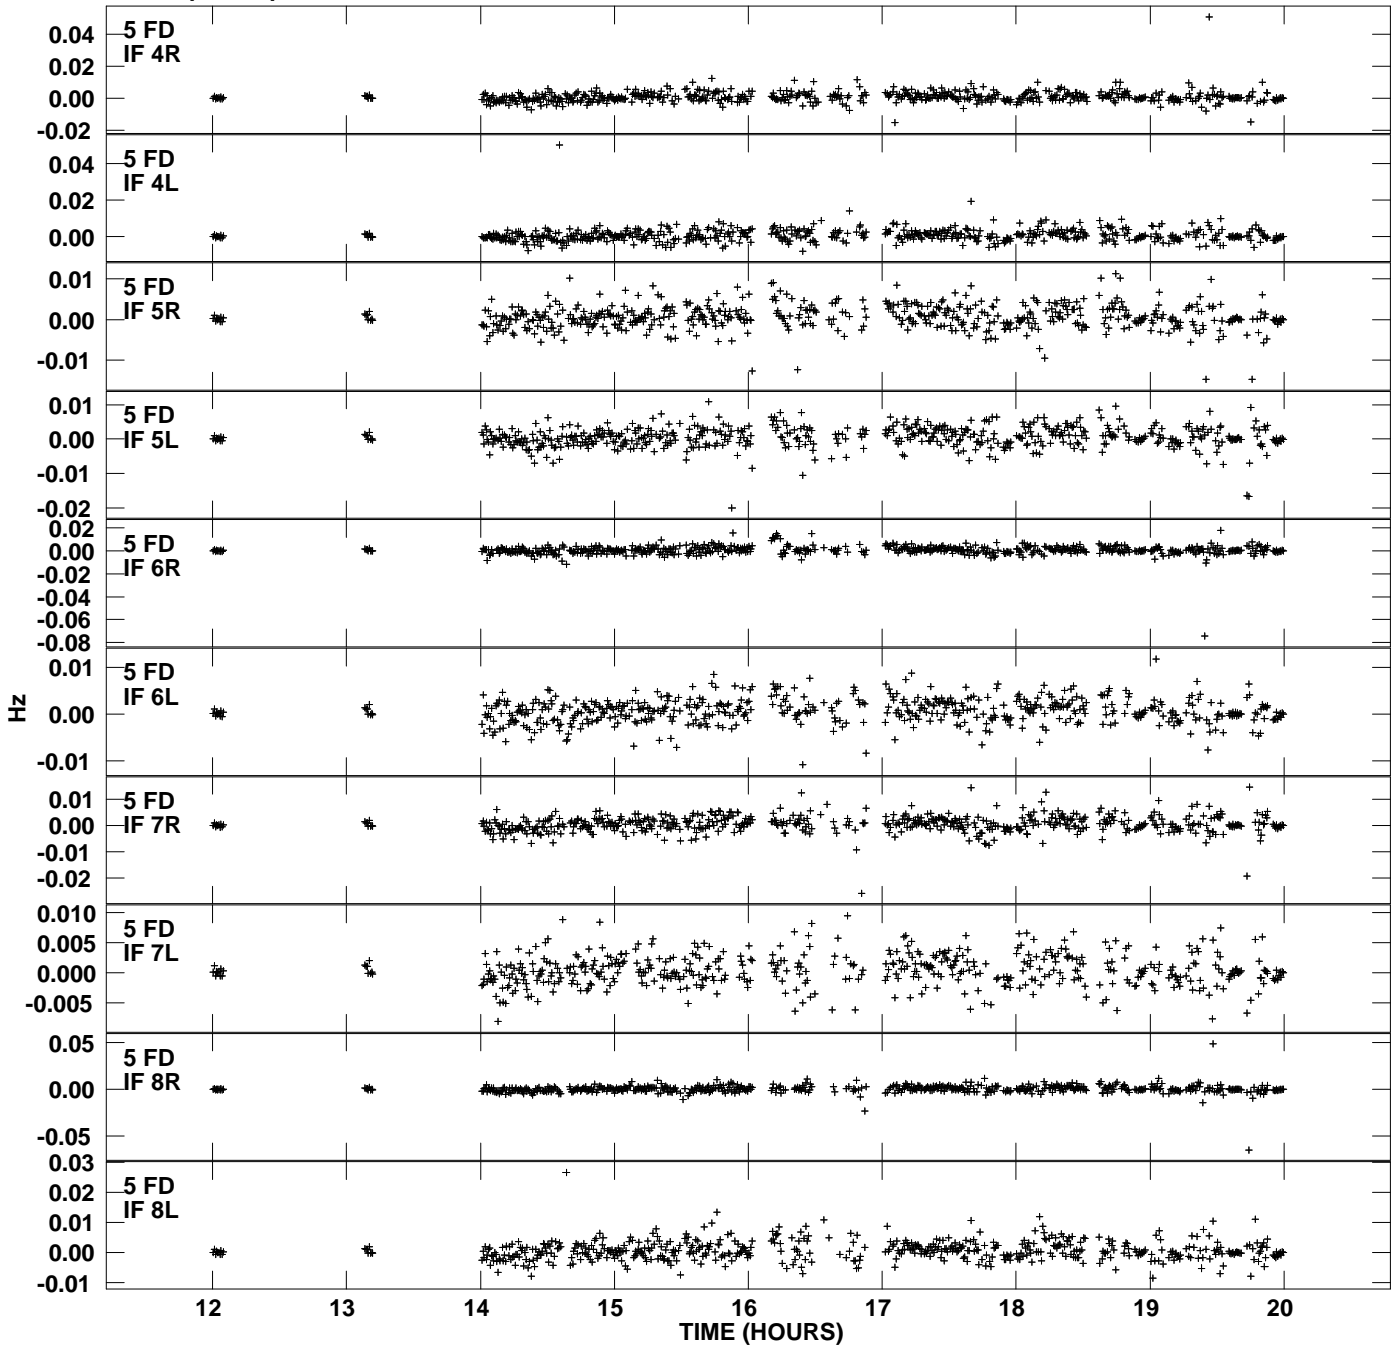 5 FD
IF 4R
0.04
0.02
0.00
-0.02
5 FD
IF 4L
0.04
0.02
0.00
5 FD
IF 5R
0.01
0.00
-0.01
5 FD
IF 5L
0.01
0.00
-0.01
-0.02
5 FD
IF 6R
0.02
0.00
-0.02
-0.04
-0.06
-0.08
5 FD
IF 6L
0.01
0.00
-0.01
Hz
5 FD
IF 7R
0.01
0.00
-0.01
-0.02
5 FD
IF 7L
0.010
0.005
0.000
-0.005
5 FD
IF 8R
0.05
0.00
-0.05
5 FD
IF 8L
0.03
0.02
0.01
0.00
-0.01
12 13 14 15 16 17 18 19 20
TIME (HOURS)